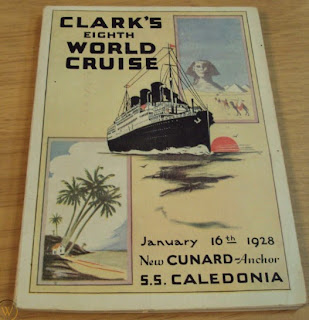 CLARK'S
EIGHTH
WORLD
CRUISE
January 16th 1928
New CUNARD-Anchor
S.S. CALEDONIA